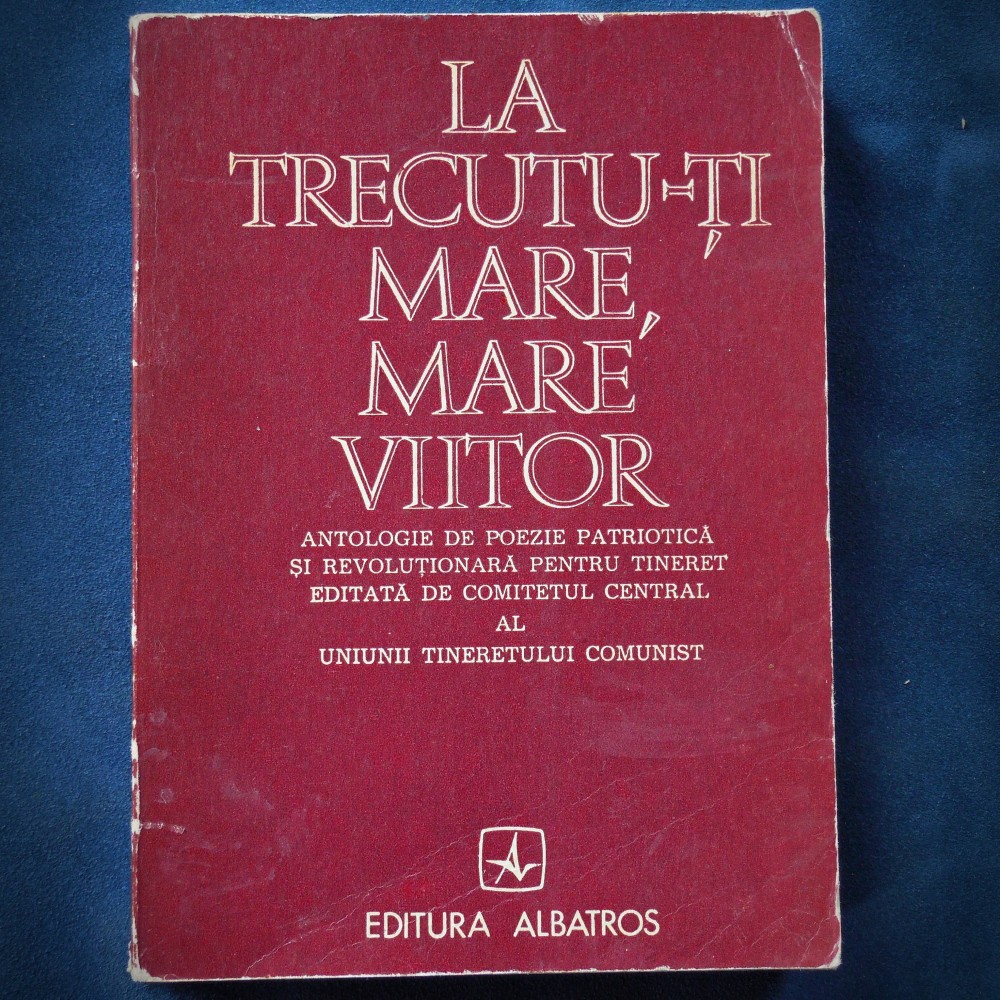 LA
TRECUTU-ȚI
MARE,
MARE
VIITOR
ANTOLOGIE DE POEZIE PATRIOTICĂ
ȘI REVOLUȚIONARĂ PENTRU TINERET
EDITATĂ DE COMITETUL CENTRAL
AL
UNIUNII TINERETULUI COMUNIST
EDITURA ALBATROS